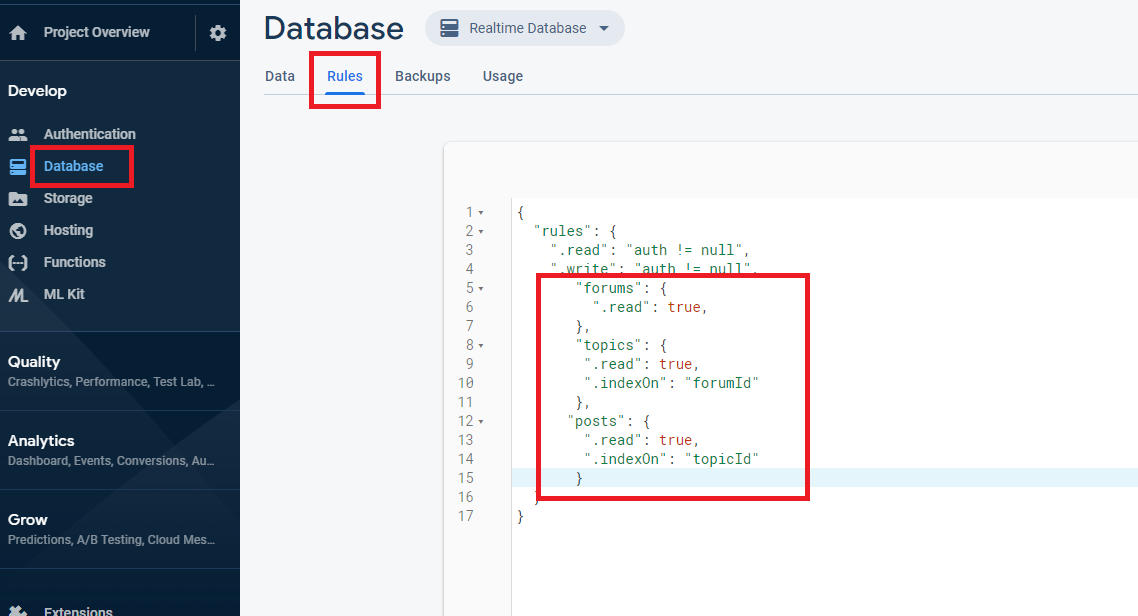 Project Overview
Develop
Authentication
Database
Storage
Hosting
Functions
ML Kit
Quality
Crashlytics, Performance, Test Lab, ...
Analytics
Dashboard, Events, Conversions, Au...
Grow
Predictions, A/B Testing, Cloud Mes...
Extensions
Database
Realtime Database
Data Rules Backups Usage
1 {
2 "rules": {
3 ".read": "auth != null",
4 ".write": "auth != null",
5 "forums": {
6 ".read": true,
7 },
8 "topics": {
9 ".read": true,
10 ".indexOn": "forumId"
11 },
12 "posts": {
13 ".read": true,
14 ".indexOn": "topicId"
15 }
16 }
17 }